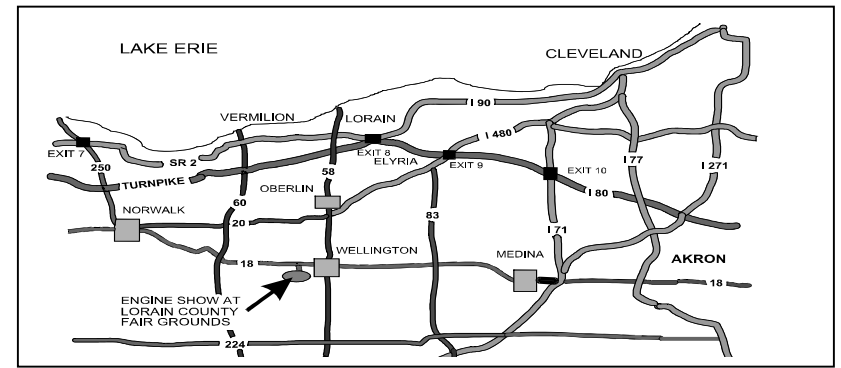 LAKE ERIE
CLEVELAND
I 90
VERMILION
LORAIN
I 480
EXIT 7
SR 2
EXIT 8
ELYRIA
EXIT 9
EXIT 10
I 77
I 271
250
TURNPIKE
58
OBERLIN
I 80
60
NORWALK
20
83
I 71
WELLINGTON
MEDINA
AKRON
18
18
ENGINE SHOW AT
LORAIN COUNTY
FAIR GROUNDS
224